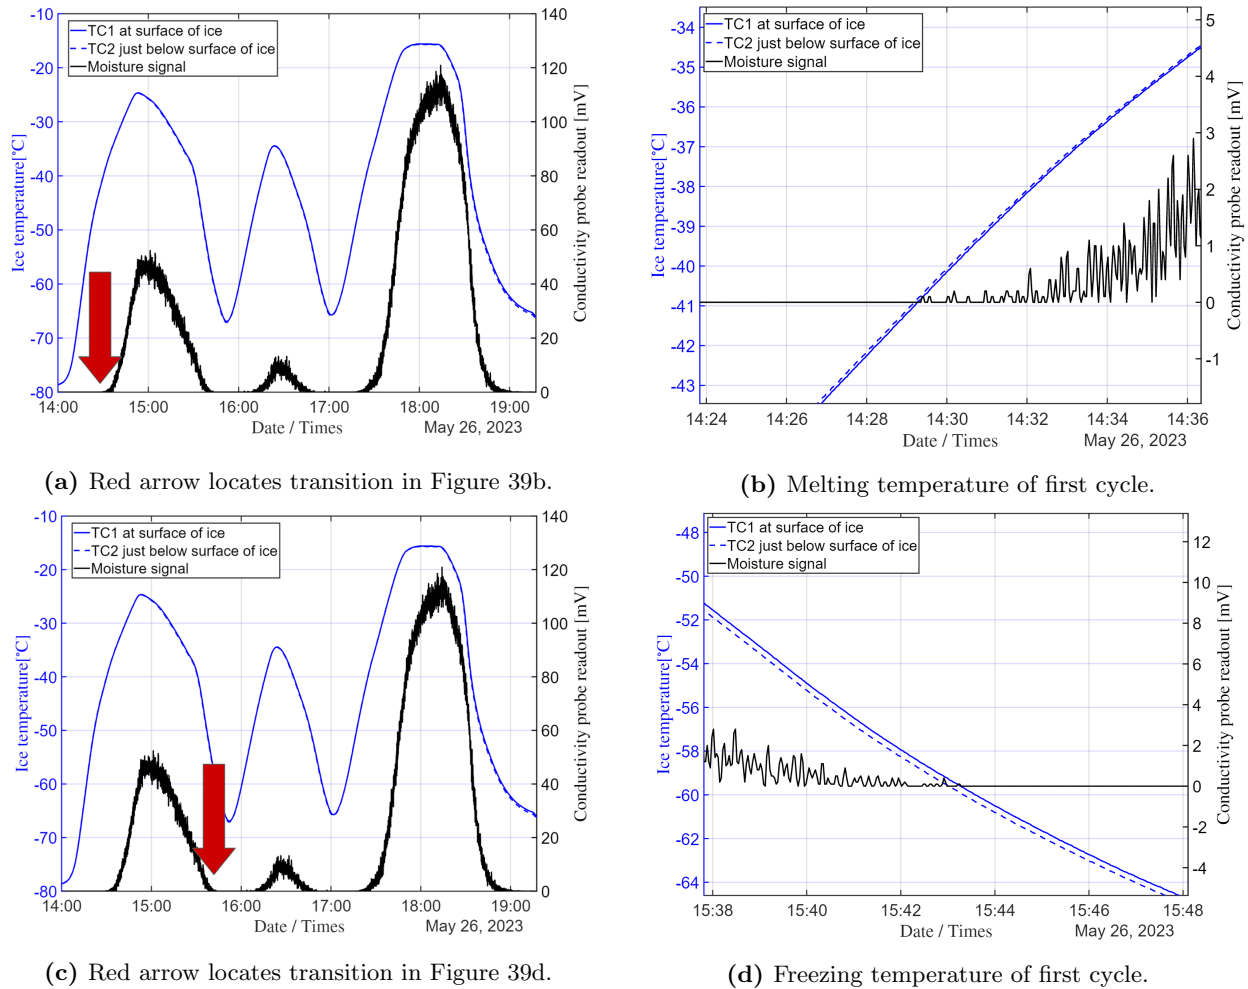 TC1 at surface of ice
TC2 just below surface of ice
Moisture signal
-10
-20
-30
-40
-50
-60
-70
-80
Ice temperature[°C]
140
120
100
80
60
40
20
0
Conductivity probe readout [mV]
14:00 15:00 16:00 17:00 18:00 19:00
Date / Times
May 26, 2023
(a) Red arrow locates transition in Figure 39b.
TC1 at surface of ice
TC2 just below surface of ice
Moisture signal
-34
-35
-36
-37
-38
-39
-40
-41
-42
-43
Ice temperature[°C]
5
4
3
2
1
0
-1
Conductivity probe readout [mV]
14:24 14:26 14:28 14:30 14:32 14:34 14:36
Date / Times
May 26, 2023
(b) Melting temperature of first cycle.
TC1 at surface of ice
TC2 just below surface of ice
Moisture signal
-10
-20
-30
-40
-50
-60
-70
-80
Ice temperature[°C]
140
120
100
80
60
40
20
0
Conductivity probe readout [mV]
14:00 15:00 16:00 17:00 18:00 19:00
Date / Times
May 26, 2023
(c) Red arrow locates transition in Figure 39d.
TC1 at surface of ice
TC2 just below surface of ice
Moisture signal
-48
-50
-52
-54
-56
-58
-60
-62
-64
Ice temperature[°C]
12
10
8
6
4
2
0
-2
-4
Conductivity probe readout [mV]
15:38 15:40 15:42 15:44 15:46 15:48
Date / Times
May 26, 2023
(d) Freezing temperature of first cycle.